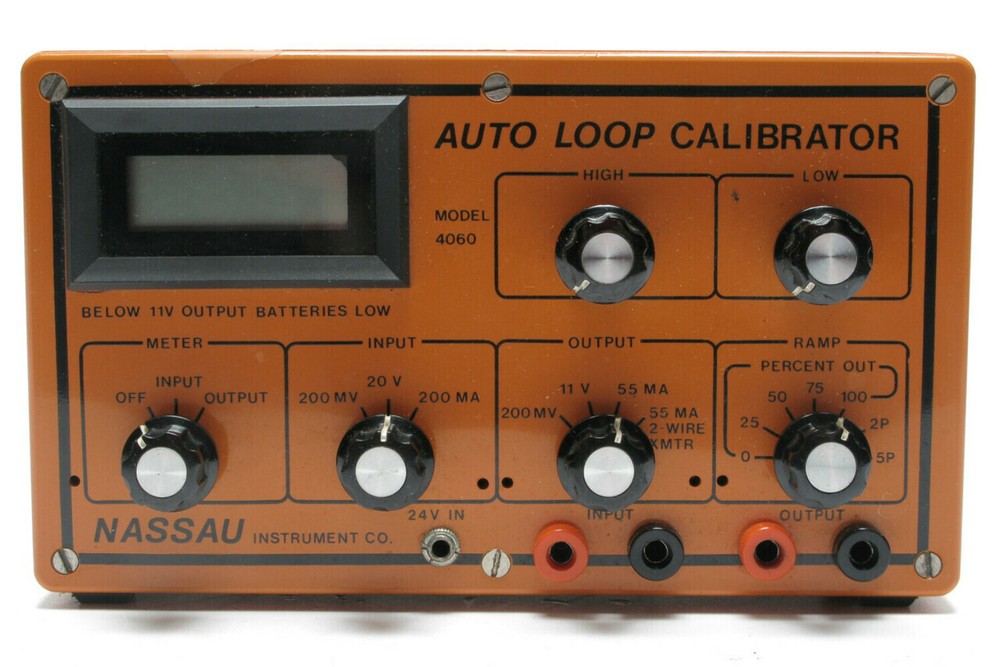 AUTO LOOP CALIBRATOR
HIGH
LOW
MODEL
4060
BELOW 11V OUTPUT BATTERIES LOW
METER
OFF
INPUT
OUTPUT
INPUT
200 MV
20 V
200 MA
OUTPUT
200 MV
11 V
55 MA
55 MA
2-WIRE
XMTR
RAMP
PERCENT OUT
0
25
50
75
100
2P
5P
NASSAU INSTRUMENT CO.
24V IN
INPUT
OUTPUT